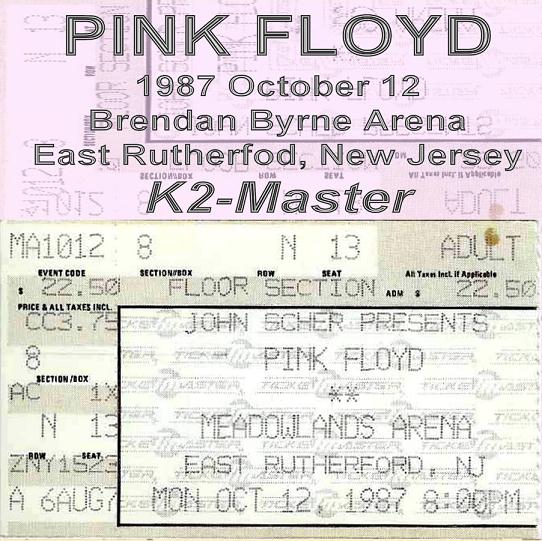 PINK FLOYD
1987 October 12
Brendan Byrne Arena
East Rutherfod, New Jersey
K2-Master
MA1012 8 N 13 ADULT
EVENT CODE SECTION/BOX ROW SEAT All Taxes Incl. if Applicable
$ 22.50 FLOOR SECTION ADM $ 22.50
PRICE & ALL TAXES INCL.
CC3.75 JOHN SCHER PRESENTS
8 PINK FLOYD
SECTION/BOX
AC 1X **
N 13 MEADOWLANDS ARENA
ROW SEAT
ZNY1523 EAST RUTHERFORD, NJ
A 6AUG7 MON OCT 12, 1987 8:00PM